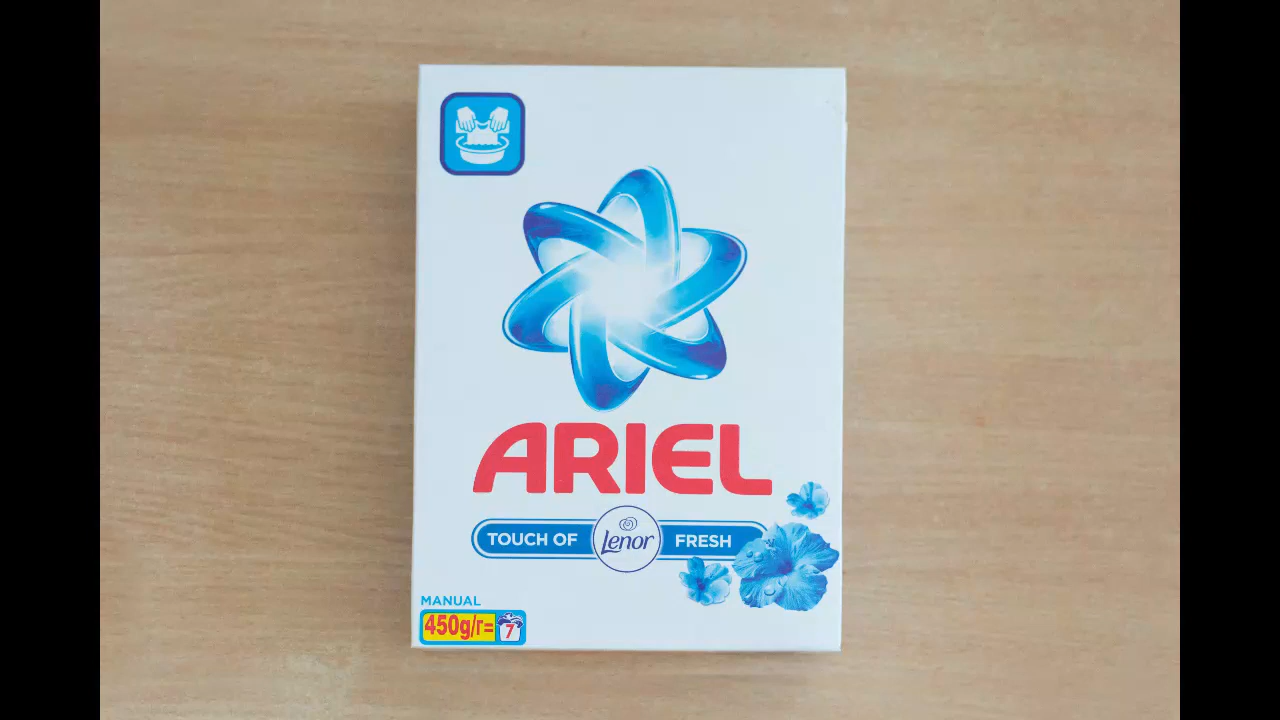 ARIEL
TOUCH OF Lenor FRESH
MANUAL
450g/г= 7